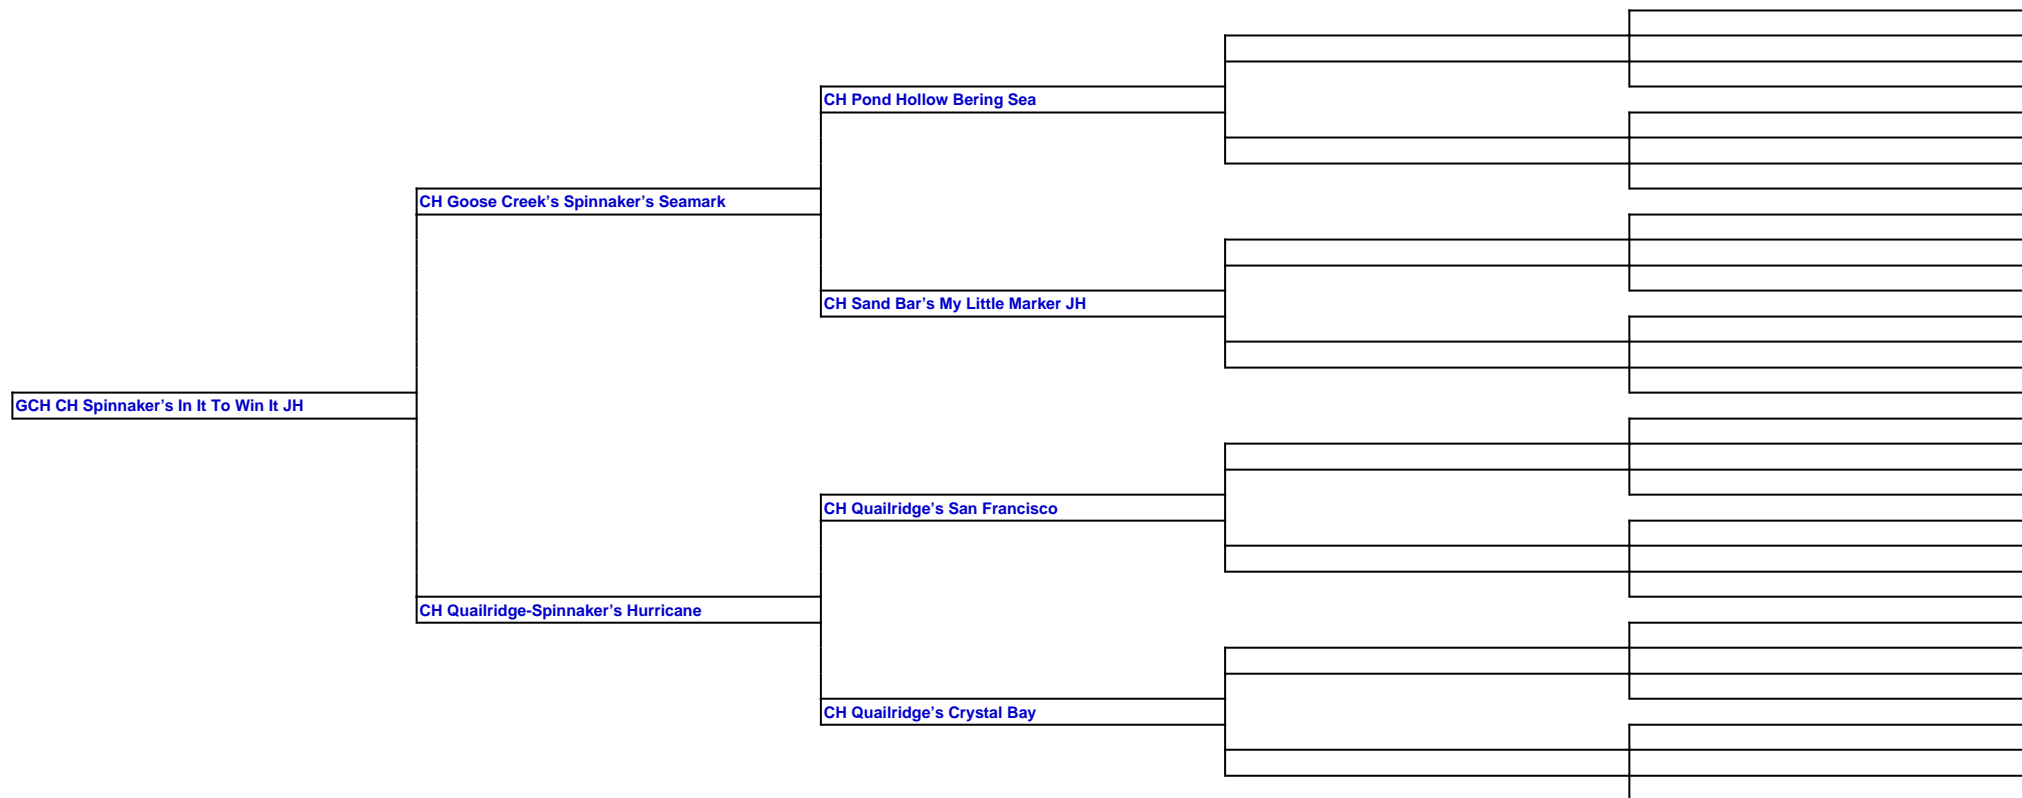 CH Pond Hollow Bering Sea
CH Goose Creek’s Spinnaker’s Seamark
CH Sand Bar’s My Little Marker JH
GCH CH Spinnaker’s In It To Win It JH
CH Quailridge’s San Francisco
CH Quailridge-Spinnaker’s Hurricane
CH Quailridge’s Crystal Bay